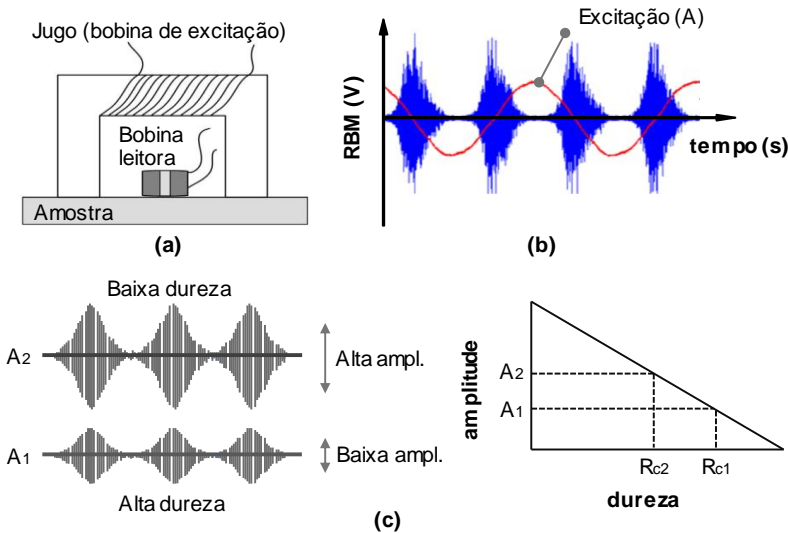 Jugo (bobina de excitação)
Bobina
leitora
Amostra
(a)
Excitação (A)
RBM (V)
tempo (s)
(b)
Baixa dureza
A2
Alta ampl.
A1
Baixa ampl.
Alta dureza
amplitude
A2
A1
Rc2 Rc1
dureza
(c)